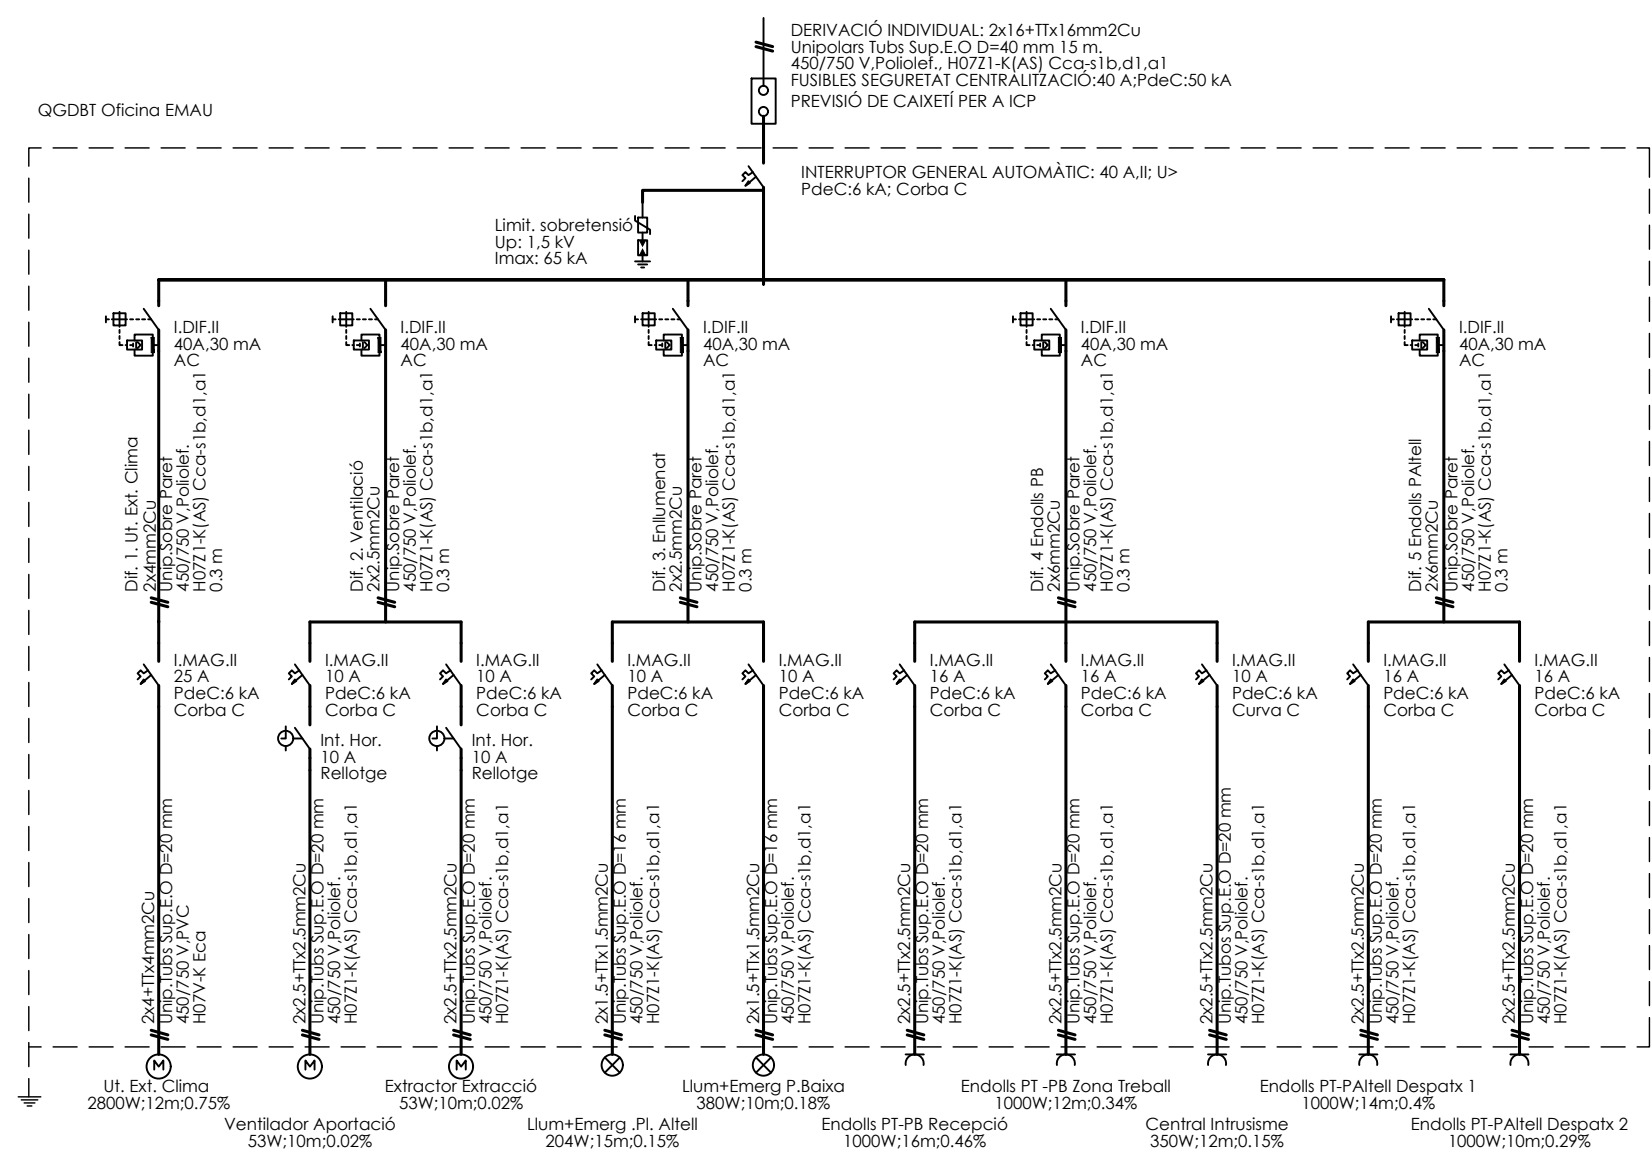 DERIVACIÓ INDIVIDUAL: 2x16+TTx16mm2Cu
Unipolars Tubs Sup.E.O D=40 mm 15 m.
450/750 V,Poliolef., H07Z1-K(AS) Cca-s1b,d1,a1
FUSIBLES SEGURETAT CENTRALITZACIÓ:40 A;PdeC:50 kA
PREVISIÓ DE CAIXETÍ PER A ICP
QGDBT Oficina EMAU
INTERRUPTOR GENERAL AUTOMÀTIC: 40 A,II; U>
PdeC:6 kA; Corba C
Limit. sobretensió
Up: 1,5 kV
Imax: 65 kA
I.DIF.II
40A,30 mA
AC
I.DIF.II
40A,30 mA
AC
I.DIF.II
40A,30 mA
AC
I.DIF.II
40A,30 mA
AC
I.DIF.II
40A,30 mA
AC
Dif. 1. Ut. Ext. Clima
2x4mm2Cu
Unip.Sobre Paret
450/750 V,Poliolef.
H07Z1-K(AS) Cca-s1b,d1,a1
0.3 m
Dif. 2. Ventilació
2x2.5mm2Cu
Unip.Sobre Paret
450/750 V,Poliolef.
H07Z1-K(AS) Cca-s1b,d1,a1
0.3 m
Dif. 3. Enllumenat
2x2.5mm2Cu
Unip.Sobre Paret
450/750 V,Poliolef.
H07Z1-K(AS) Cca-s1b,d1,a1
0.3 m
Dif. 4 Endolls PB
2x6mm2Cu
Unip.Sobre Paret
450/750 V,Poliolef.
H07Z1-K(AS) Cca-s1b,d1,a1
0.3 m
Dif. 5 Endolls PAltell
2x6mm2Cu
Unip.Sobre Paret
450/750 V,Poliolef.
H07Z1-K(AS) Cca-s1b,d1,a1
0.3 m
I.MAG.II
25 A
PdeC:6 kA
Corba C
I.MAG.II
10 A
PdeC:6 kA
Corba C
I.MAG.II
10 A
PdeC:6 kA
Corba C
I.MAG.II
10 A
PdeC:6 kA
Corba C
I.MAG.II
10 A
PdeC:6 kA
Corba C
I.MAG.II
16 A
PdeC:6 kA
Corba C
I.MAG.II
16 A
PdeC:6 kA
Corba C
I.MAG.II
10 A
PdeC:6 kA
Curva C
I.MAG.II
16 A
PdeC:6 kA
Corba C
I.MAG.II
16 A
PdeC:6 kA
Corba C
Int. Hor.
10 A
Rellotge
Int. Hor.
10 A
Rellotge
2x4+TTx4mm2Cu
Unip.Tubs Sup.E.O D=20 mm
450/750 V,PVC
H07V-K Eca
2x2.5+TTx2.5mm2Cu
Unip.Tubs Sup.E.O D=20 mm
450/750 V,Poliolef.
H07Z1-K(AS) Cca-s1b,d1,a1
2x2.5+TTx2.5mm2Cu
Unip.Tubs Sup.E.O D=20 mm
450/750 V,Poliolef.
H07Z1-K(AS) Cca-s1b,d1,a1
2x1.5+TTx1.5mm2Cu
Unip.Tubs Sup.E.O D=16 mm
450/750 V,Poliolef.
H07Z1-K(AS) Cca-s1b,d1,a1
2x1.5+TTx1.5mm2Cu
Unip.Tubs Sup.E.O D=16 mm
450/750 V,Poliolef.
H07Z1-K(AS) Cca-s1b,d1,a1
2x2.5+TTx2.5mm2Cu
Unip.Tubs Sup.E.O D=20 mm
450/750 V,Poliolef.
H07Z1-K(AS) Cca-s1b,d1,a1
2x2.5+TTx2.5mm2Cu
Unip.Tubs Sup.E.O D=20 mm
450/750 V,Poliolef.
H07Z1-K(AS) Cca-s1b,d1,a1
2x2.5+TTx2.5mm2Cu
Unip.Tubos Sup.E.O D=20 mm
450/750 V,Poliolef.
H07Z1-K(AS) Cca-s1b,d1,a1
2x2.5+TTx2.5mm2Cu
Unip.Tubs Sup.E.O D=20 mm
450/750 V,Poliolef.
H07Z1-K(AS) Cca-s1b,d1,a1
2x2.5+TTx2.5mm2Cu
Unip.Tubs Sup.E.O D=20 mm
450/750 V,Poliolef.
H07Z1-K(AS) Cca-s1b,d1,a1
M
M
M
Ut. Ext. Clima
2800W;12m;0.75%
Ventilador Aportació
53W;10m;0.02%
Extractor Extracció
53W;10m;0.02%
Llum+Emerg .Pl. Altell
204W;15m;0.15%
Llum+Emerg P.Baixa
380W;10m;0.18%
Endolls PT-PB Recepció
1000W;16m;0.46%
Endolls PT -PB Zona Treball
1000W;12m;0.34%
Central Intrusisme
350W;12m;0.15%
Endolls PT-PAltell Despatx 1
1000W;14m;0.4%
Endolls PT-PAltell Despatx 2
1000W;10m;0.29%